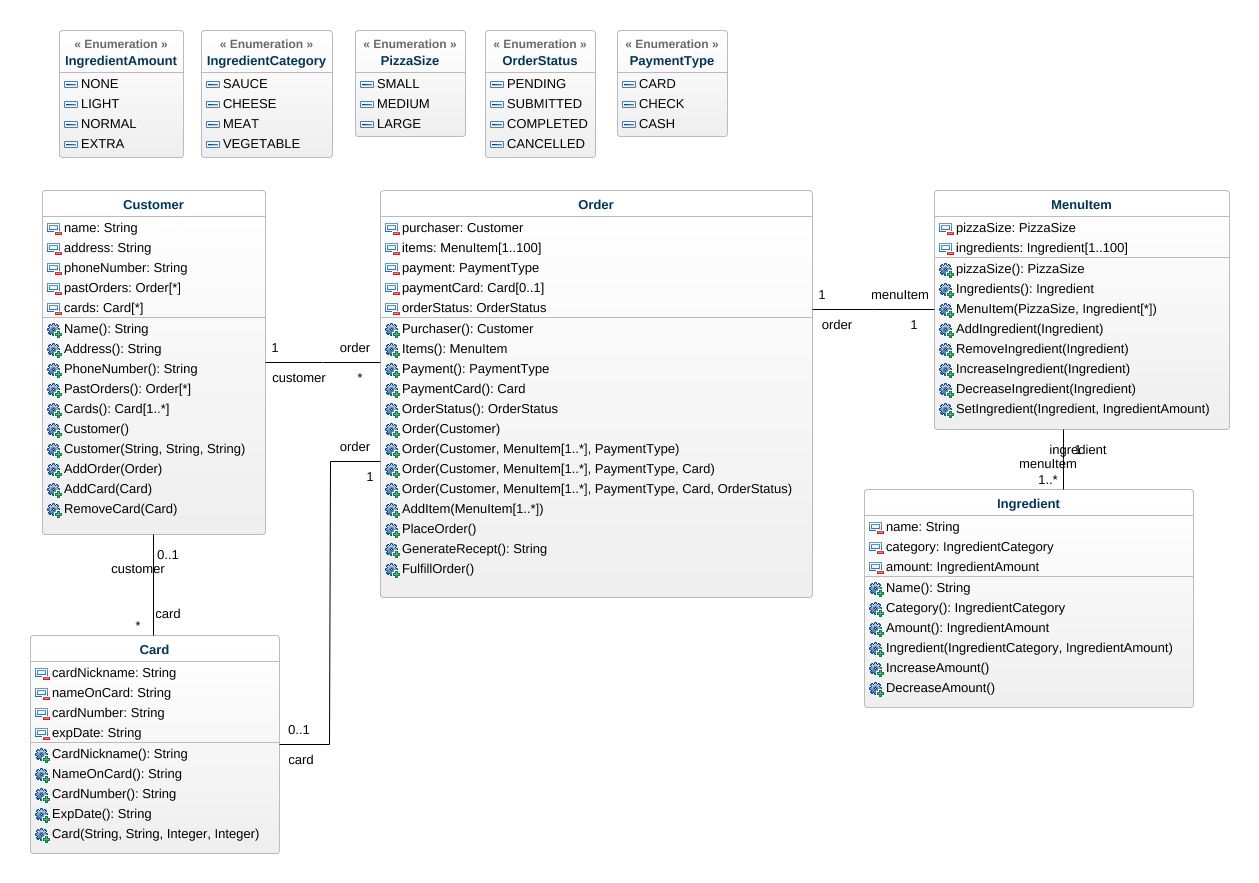 « Enumeration »
IngredientAmount
NONE
LIGHT
NORMAL
EXTRA
« Enumeration »
IngredientCategory
SAUCE
CHEESE
MEAT
VEGETABLE
« Enumeration »
PizzaSize
SMALL
MEDIUM
LARGE
« Enumeration »
OrderStatus
PENDING
SUBMITTED
COMPLETED
CANCELLED
« Enumeration »
PaymentType
CARD
CHECK
CASH
Customer
name: String
address: String
phoneNumber: String
pastOrders: Order[*]
cards: Card[*]
Name(): String
Address(): String
PhoneNumber(): String
PastOrders(): Order[*]
Cards(): Card[1..*]
Customer()
Customer(String, String, String)
AddOrder(Order)
AddCard(Card)
RemoveCard(Card)
1
order
customer
*
order
1
Order
purchaser: Customer
items: MenuItem[1..100]
payment: PaymentType
paymentCard: Card[0..1]
orderStatus: OrderStatus
Purchaser(): Customer
Items(): MenuItem
Payment(): PaymentType
PaymentCard(): Card
OrderStatus(): OrderStatus
Order(Customer)
Order(Customer, MenuItem[1..*], PaymentType)
Order(Customer, MenuItem[1..*], PaymentType, Card)
Order(Customer, MenuItem[1..*], PaymentType, Card, OrderStatus)
AddItem(MenuItem[1..*])
PlaceOrder()
GenerateRecept(): String
FulfillOrder()
1
menuItem
order
1
MenuItem
pizzaSize: PizzaSize
ingredients: Ingredient[1..100]
pizzaSize(): PizzaSize
Ingredients(): Ingredient
MenuItem(PizzaSize, Ingredient[*])
AddIngredient(Ingredient)
RemoveIngredient(Ingredient)
IncreaseIngredient(Ingredient)
DecreaseIngredient(Ingredient)
SetIngredient(Ingredient, IngredientAmount)
ingredient
1
menuItem
1..*
Ingredient
name: String
category: IngredientCategory
amount: IngredientAmount
Name(): String
Category(): IngredientCategory
Amount(): IngredientAmount
Ingredient(IngredientCategory, IngredientAmount)
IncreaseAmount()
DecreaseAmount()
0..1
customer
card
*
Card
cardNickname: String
nameOnCard: String
cardNumber: String
expDate: String
CardNickname(): String
NameOnCard(): String
CardNumber(): String
ExpDate(): String
Card(String, String, Integer, Integer)
0..1
card